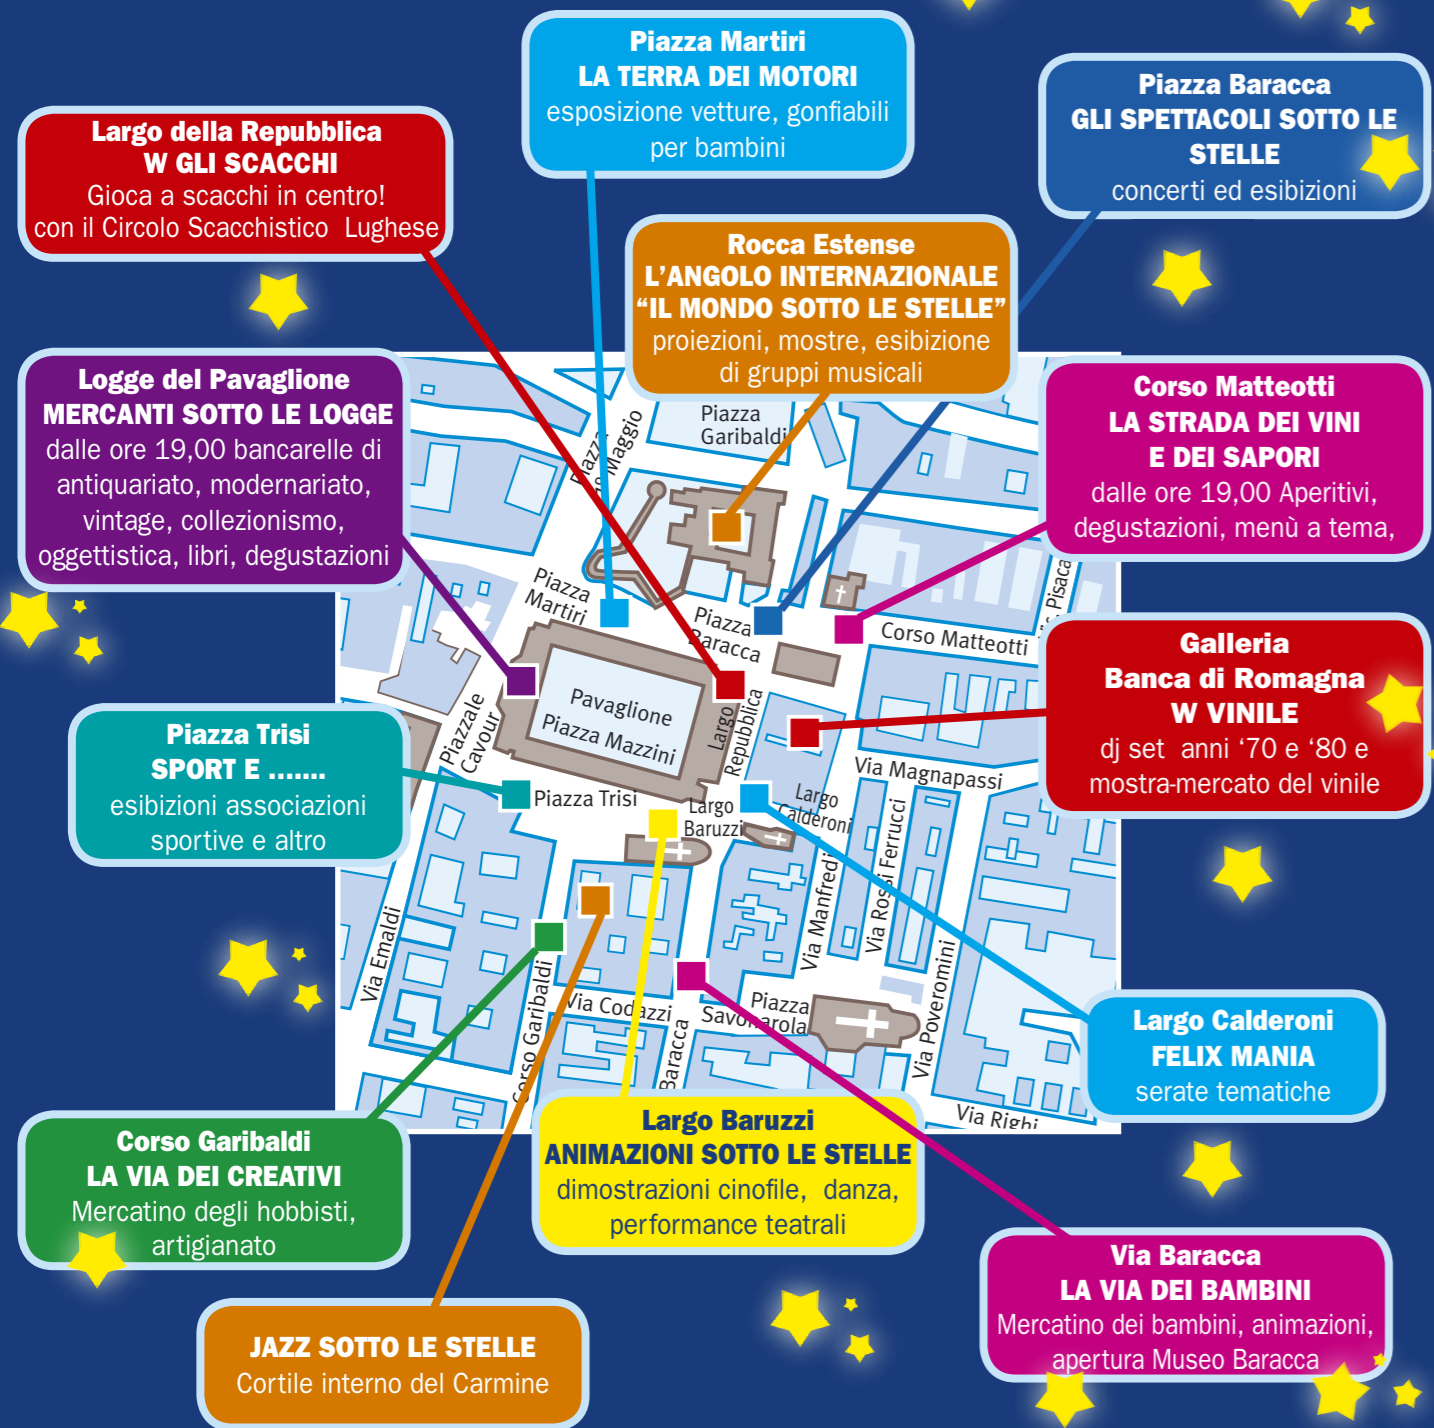 Piazza Martiri
LA TERRA DEI MOTORI
esposizione vetture, gonfiabili
per bambini
Piazza Baracca
GLI SPETTACOLI SOTTO LE
STELLE
concerti ed esibizioni
Largo della Repubblica
W GLI SCACCHI
Gioca a scacchi in centro!
con il Circolo Scacchistico Lughese
Rocca Estense
L'ANGOLO INTERNAZIONALE
“IL MONDO SOTTO LE STELLE”
proiezioni, mostre, esibizione
di gruppi musicali
Logge del Pavaglione
MERCANTI SOTTO LE LOGGE
dalle ore 19,00 bancarelle di
antiquariato, modernariato,
vintage, collezionismo,
oggettistica, libri, degustazioni
Corso Matteotti
LA STRADA DEI VINI
E DEI SAPORI
dalle ore 19,00 Aperitivi,
degustazioni, menù a tema,
Galleria
Banca di Romagna
W VINILE
dj set anni ‘70 e ‘80 e
mostra-mercato del vinile
Piazza Trisi
SPORT E .......
esibizioni associazioni
sportive e altro
Piazza
Garibaldi
Piazza
Maggio
Piazza
Martiri
Piazza
Baracca
Corso Matteotti
Pisaca
Pavaglione
Piazza Mazzini
Largo
Repubblica
Piazzale
Cavour
Piazza Trisi
Largo
Baruzzi
Largo
Calderoni
Via Magnapassi
Via Manfredi
Via Rossi Ferrucci
Via Poveromini
Via Emaldi
Corso Garibaldi
Via Codazzi
Baracca
Piazza
Savonarola
Via Righi
Largo Calderoni
FELIX MANIA
serate tematiche
Corso Garibaldi
LA VIA DEI CREATIVI
Mercatino degli hobbisti,
artigianato
Largo Baruzzi
ANIMAZIONI SOTTO LE STELLE
dimostrazioni cinofile, danza,
performance teatrali
Via Baracca
LA VIA DEI BAMBINI
Mercatino dei bambini, animazioni,
apertura Museo Baracca
JAZZ SOTTO LE STELLE
Cortile interno del Carmine